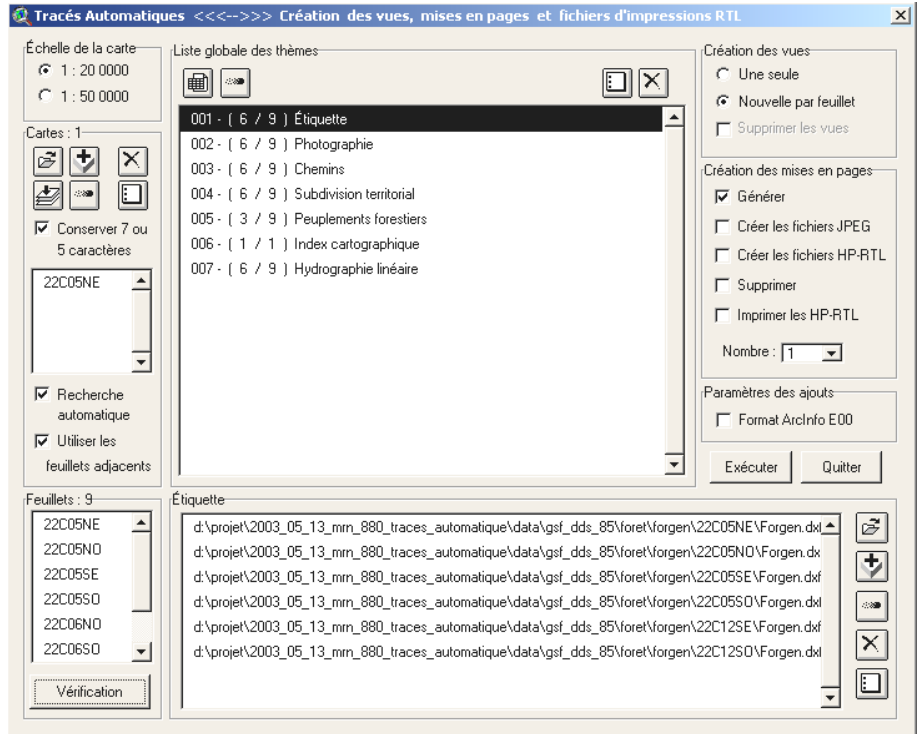 Tracés Automatiques <<<-->>> Création des vues, mises en pages et fichiers d'impressions RTL
Échelle de la carte
1 : 20 0000
1 : 50 0000
Cartes : 1
Conserver 7 ou
5 caractères
22C05NE
Recherche
automatique
Utiliser les
feuillets adjacents
Liste globale des thèmes
001 - ( 6 / 9 ) Étiquette
002 - ( 6 / 9 ) Photographie
003 - ( 6 / 9 ) Chemins
004 - ( 6 / 9 ) Subdivision territorial
005 - ( 3 / 9 ) Peuplements forestiers
006 - ( 1 / 1 ) Index cartographique
007 - ( 6 / 9 ) Hydrographie linéaire
Création des vues
Une seule
Nouvelle par feuillet
Supprimer les vues
Création des mises en pages
Générer
Créer les fichiers JPEG
Créer les fichiers HP-RTL
Supprimer
Imprimer les HP-RTL
Nombre : 1
Paramètres des ajouts
Format ArcInfo E00
Exécuter
Quitter
Feuillets : 9
22C05NE
22C05NO
22C05SE
22C05SO
22C06NO
22C06SO
Vérification
Étiquette
d:\projet\2003_05_13_mrn_880_traces_automatique\data\gsf_dds_85\foret\forgen\22C05NE\Forgen.dxf
d:\projet\2003_05_13_mrn_880_traces_automatique\data\gsf_dds_85\foret\forgen\22C05NO\Forgen.dx
d:\projet\2003_05_13_mrn_880_traces_automatique\data\gsf_dds_85\foret\forgen\22C05SE\Forgen.dxf
d:\projet\2003_05_13_mrn_880_traces_automatique\data\gsf_dds_85\foret\forgen\22C05SO\Forgen.dxf
d:\projet\2003_05_13_mrn_880_traces_automatique\data\gsf_dds_85\foret\forgen\22C12SE\Forgen.dxf
d:\projet\2003_05_13_mrn_880_traces_automatique\data\gsf_dds_85\foret\forgen\22C12SO\Forgen.dxf